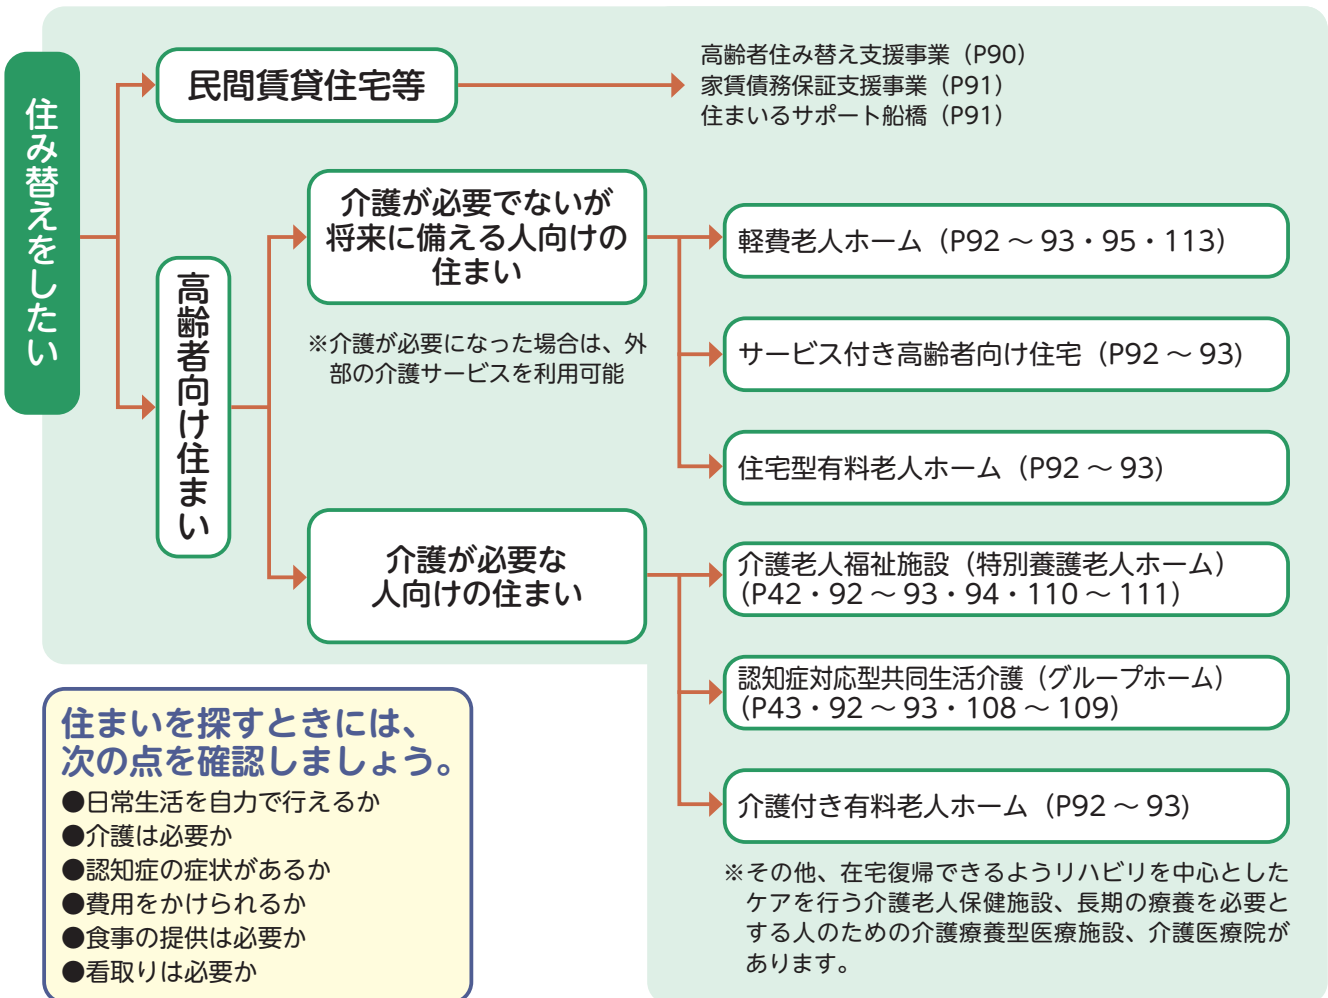 住み替えをしたい
民間賃貸住宅等
高齢者住み替え支援事業（P90）
家賃債務保証支援事業（P91）
住まいるサポート船橋（P91）
高齢者向け住まい
介護が必要でないが
将来に備える人向けの
住まい
※介護が必要になった場合は、外
部の介護サービスを利用可能
軽費老人ホーム（P92 ～ 93・95・113）
サービス付き高齢者向け住宅（P92 ～ 93）
住宅型有料老人ホーム（P92 ～ 93）
介護が必要な
人向けの住まい
介護老人福祉施設（特別養護老人ホーム）
（P42・92 ～ 93・94・110 ～ 111）
認知症対応型共同生活介護（グループホーム）
（P43・92 ～ 93・108 ～ 109）
介護付き有料老人ホーム（P92 ～ 93）
※その他、在宅復帰できるようリハビリを中心とした
ケアを行う介護老人保健施設、長期の療養を必要と
する人のための介護療養型医療施設、介護医療院が
あります。
住まいを探すときには、
次の点を確認しましょう。
●日常生活を自力で行えるか
●介護は必要か
●認知症の症状があるか
●費用をかけられるか
●食事の提供は必要か
●看取りは必要か